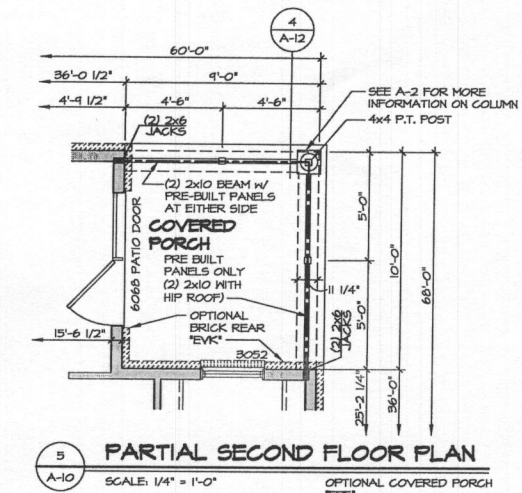 4
A-12
60'-0"
36'-0 1/2"
9'-0"
4'-9 1/2"
4'-6"
4'-6"
SEE A-2 FOR MORE
INFORMATION ON COLUMN
4x4 P.T. POST
(2) 2x6
JACKS
(2) 2x10 BEAM W/
PRE-BUILT PANELS
AT EITHER SIDE
COVERED
PORCH
PRE BUILT
PANELS ONLY
(2) 2x10 WITH
HIP ROOF)
6068 PATIO DOOR
11 1/4"
5'-0"
5'-0"
10'-0"
68'-0"
OPTIONAL
BRICK REAR
"EVK"
15'-6 1/2"
3052
(2) 2x6
JACKS
25'-2 1/4"
36'-0"
5
A-10
PARTIAL SECOND FLOOR PLAN
SCALE: 1/4" = 1'-0"
OPTIONAL COVERED PORCH